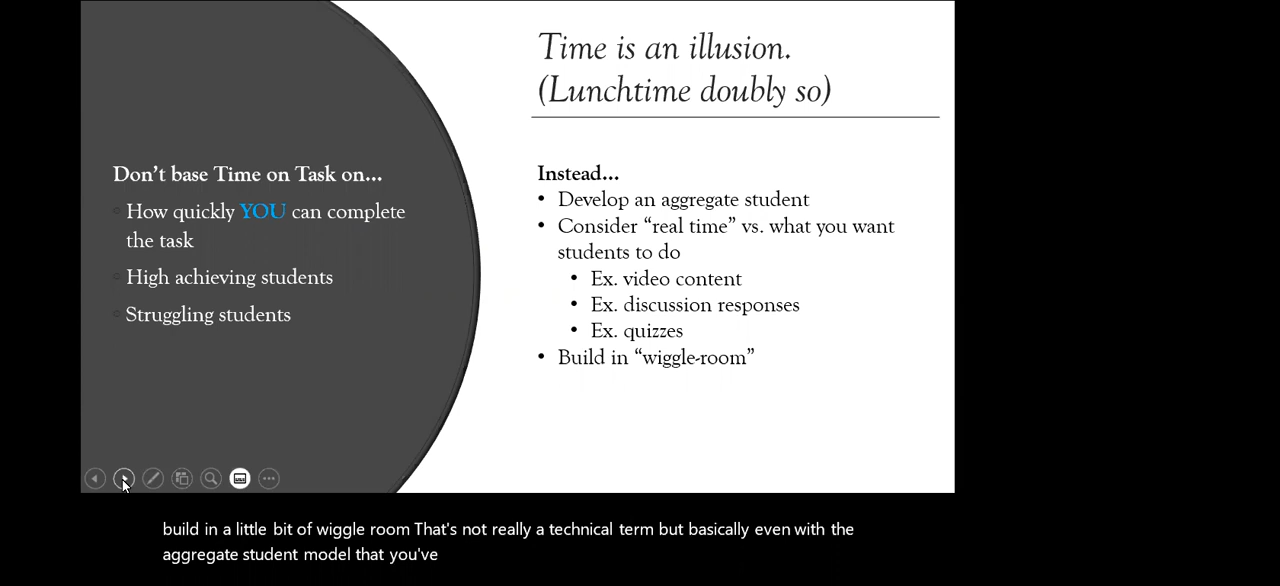 Time is an illusion.
(Lunchtime doubly so)
Don't base Time on Task on...
How quickly YOU can complete
the task
High achieving students
Struggling students
Instead...
• Develop an aggregate student
• Consider “real time” vs. what you want
students to do
• Ex. video content
• Ex. discussion responses
• Ex. quizzes
• Build in “wiggle-room”
build in a little bit of wiggle room That's not really a technical term but basically even with the
aggregate student model that you've